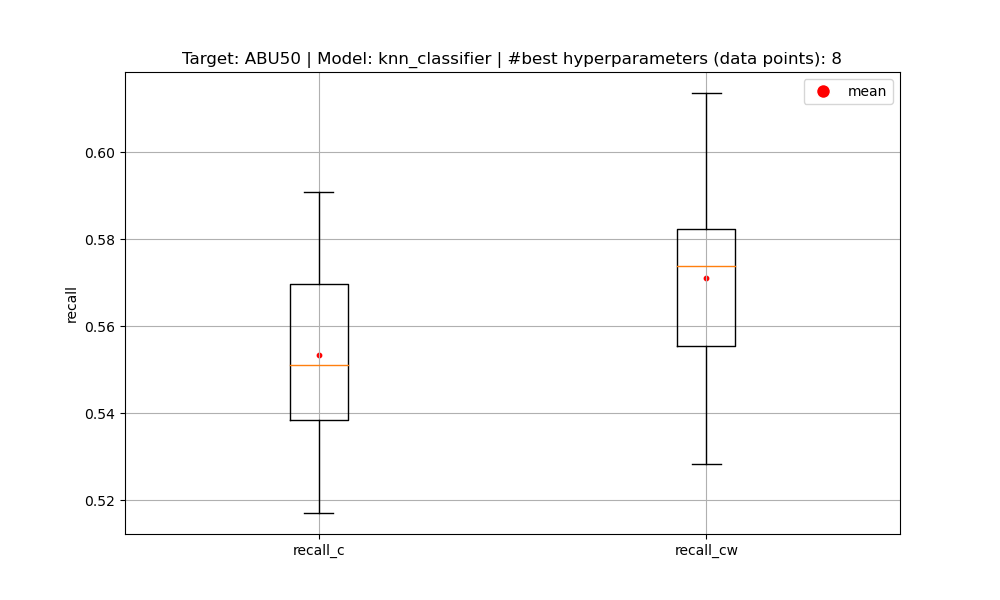 Target: ABU50 | Model: knn_classifier | #best hyperparameters (data points): 8
mean
0.60
0.58
0.56
0.54
0.52
recall
recall_c
recall_cw